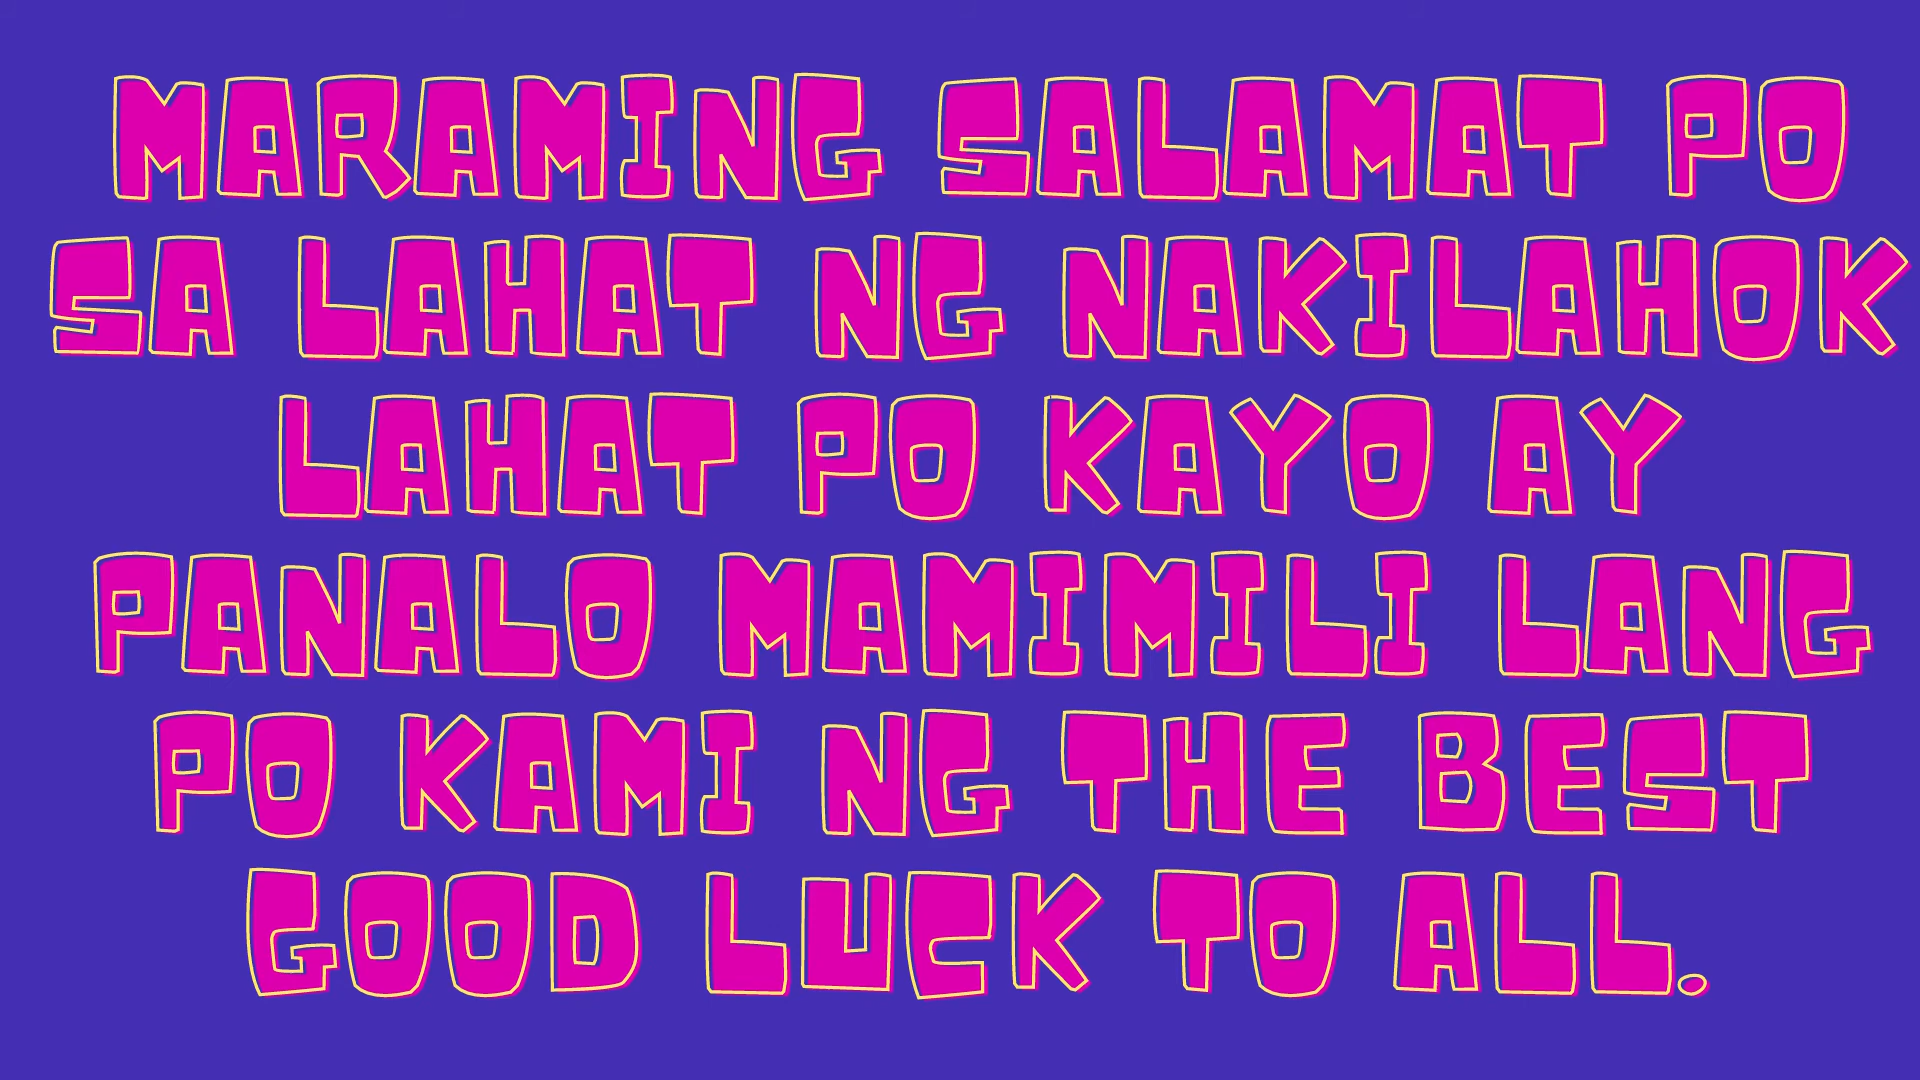 MARAMING SALAMAT PO
SA LAHAT NG NAKILAHOK
LAHAT PO KAYO AY
PANALO MAMIMILI LANG
PO KAMI NG THE BEST
GOOD LUCK TO ALL.